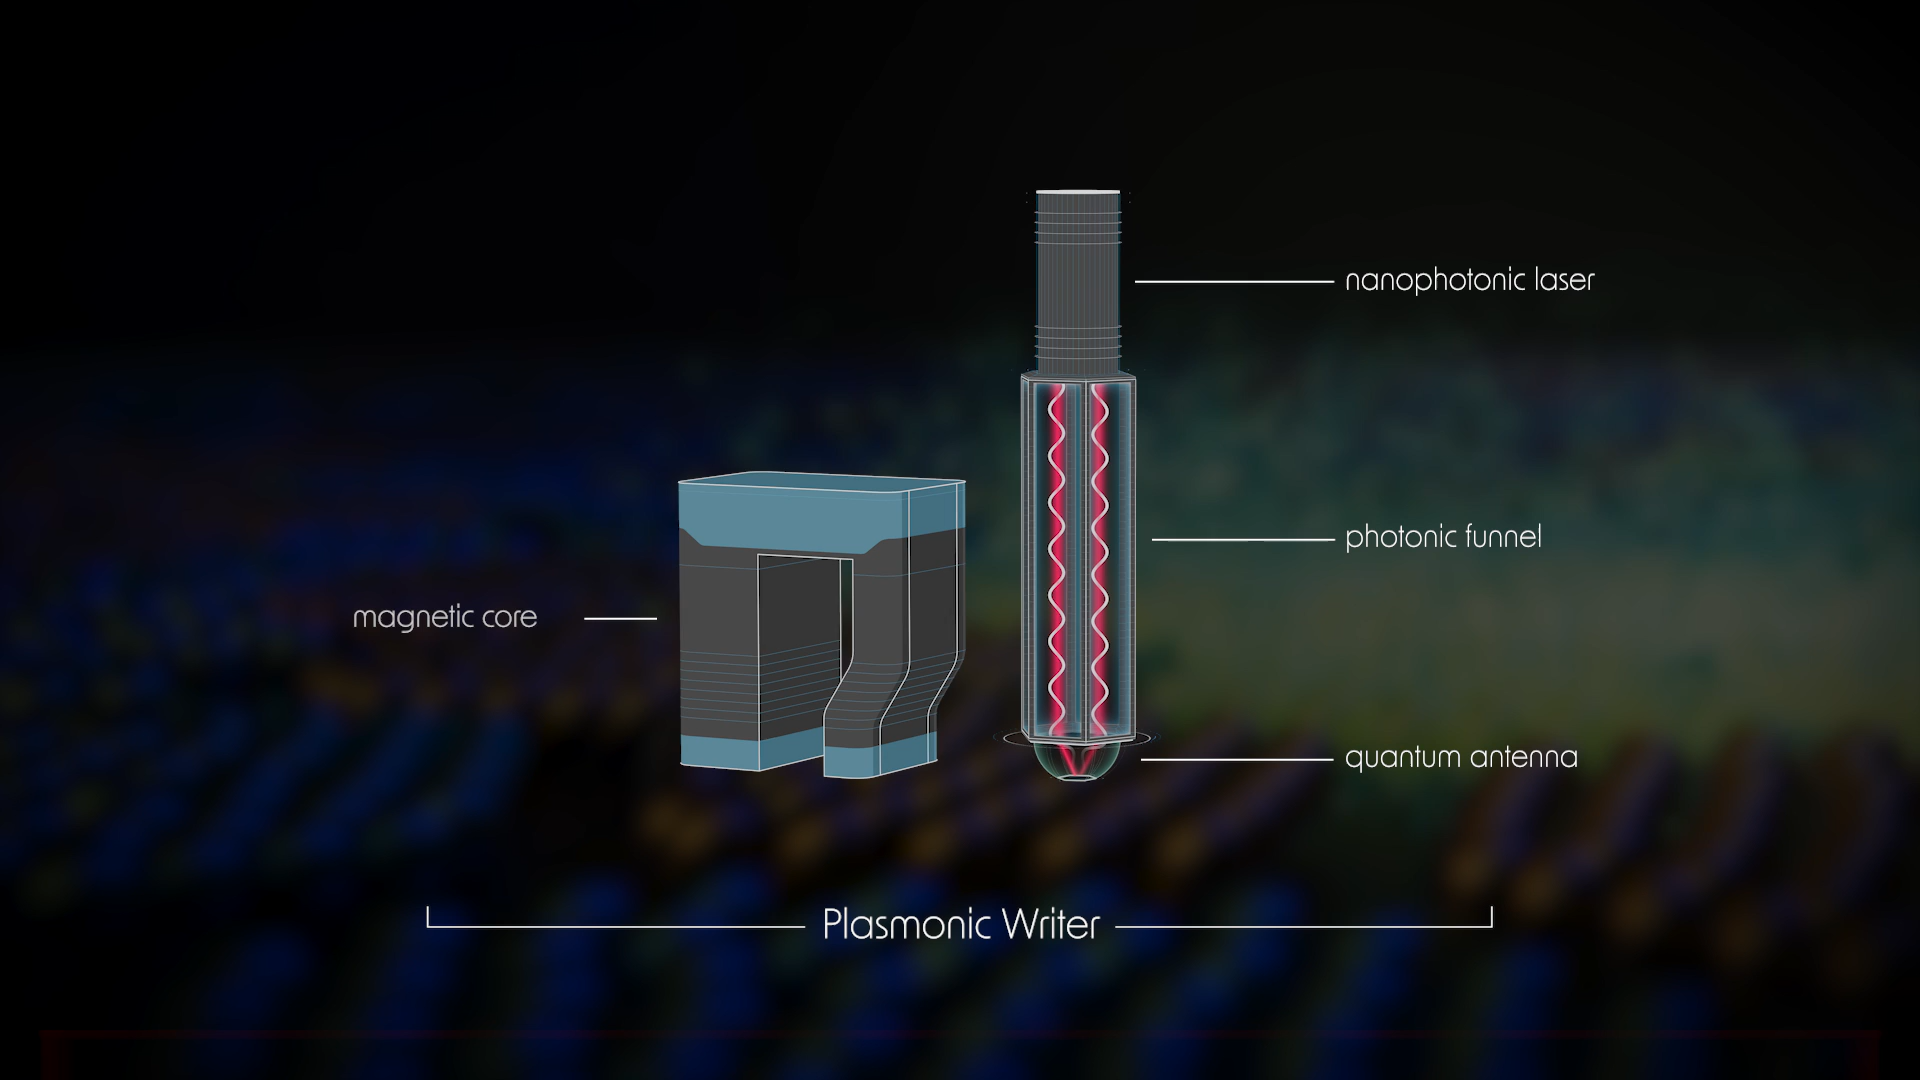 nanophotonic laser
photonic funnel
magnetic core
quantum antenna
Plasmonic Writer